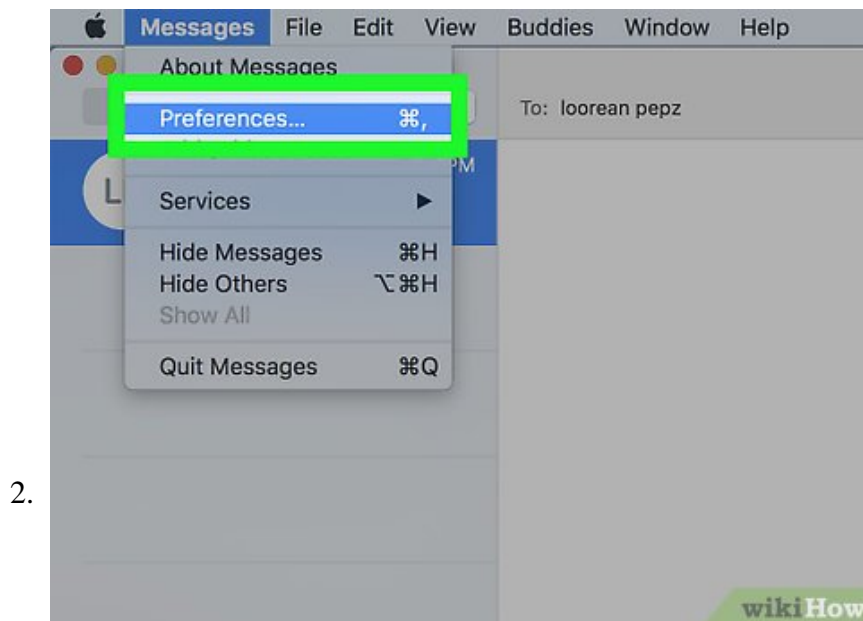 Messages File Edit View Buddies Window Help
About Messages
Preferences... ⌘,
To: loorean pepz
PM
L
Services ▶
Hide Messages ⌘H
Hide Others ⌥⌘H
Show All
Quit Messages ⌘Q
2.
wikiHow